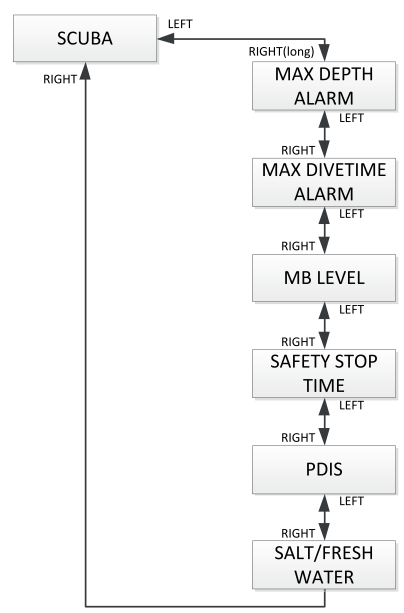 SCUBA
LEFT
RIGHT(long)
RIGHT
MAX DEPTH
ALARM
LEFT
RIGHT
MAX DIVETIME
ALARM
LEFT
RIGHT
MB LEVEL
LEFT
RIGHT
SAFETY STOP
TIME
LEFT
RIGHT
PDIS
LEFT
RIGHT
SALT/FRESH
WATER